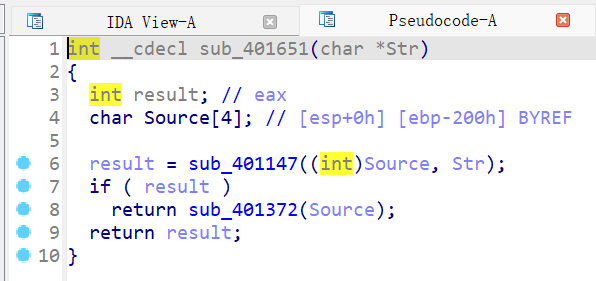 IDA View-A
Pseudocode-A
1 int __cdecl sub_401651(char *Str)
2 {
3 int result; // eax
4 char Source[4]; // [esp+0h] [ebp-200h] BYREF
5
6 result = sub_401147((int)Source, Str);
7 if ( result )
8 return sub_401372(Source);
9 return result;
10 }